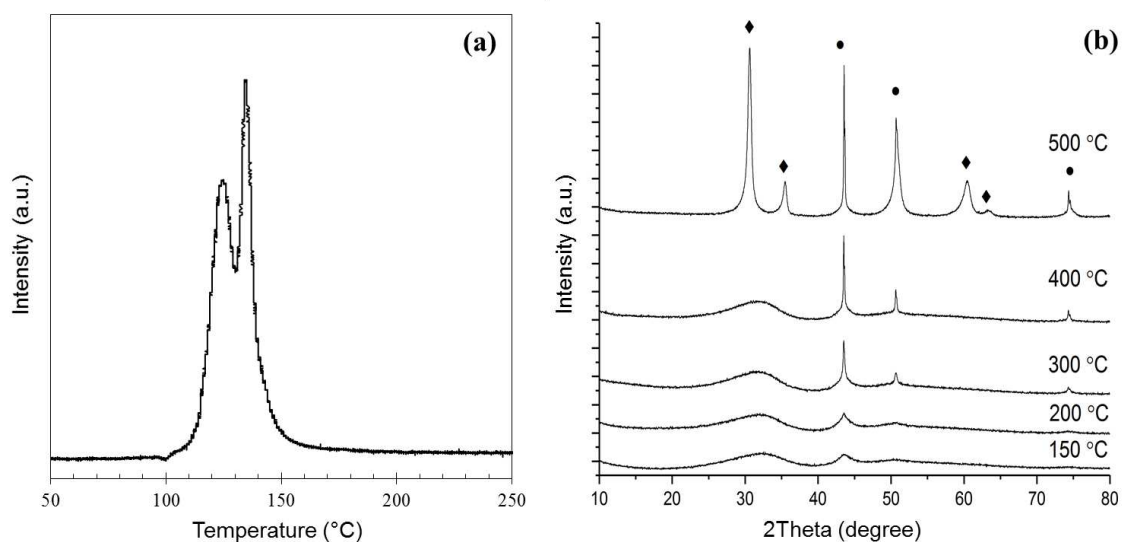 (a)
Intensity (a.u.)
50 100 150 200 250
Temperature (°C)
(b)
Intensity (a.u.)
500 °C
400 °C
300 °C
200 °C
150 °C
10 20 30 40 50 60 70 80
2Theta (degree)